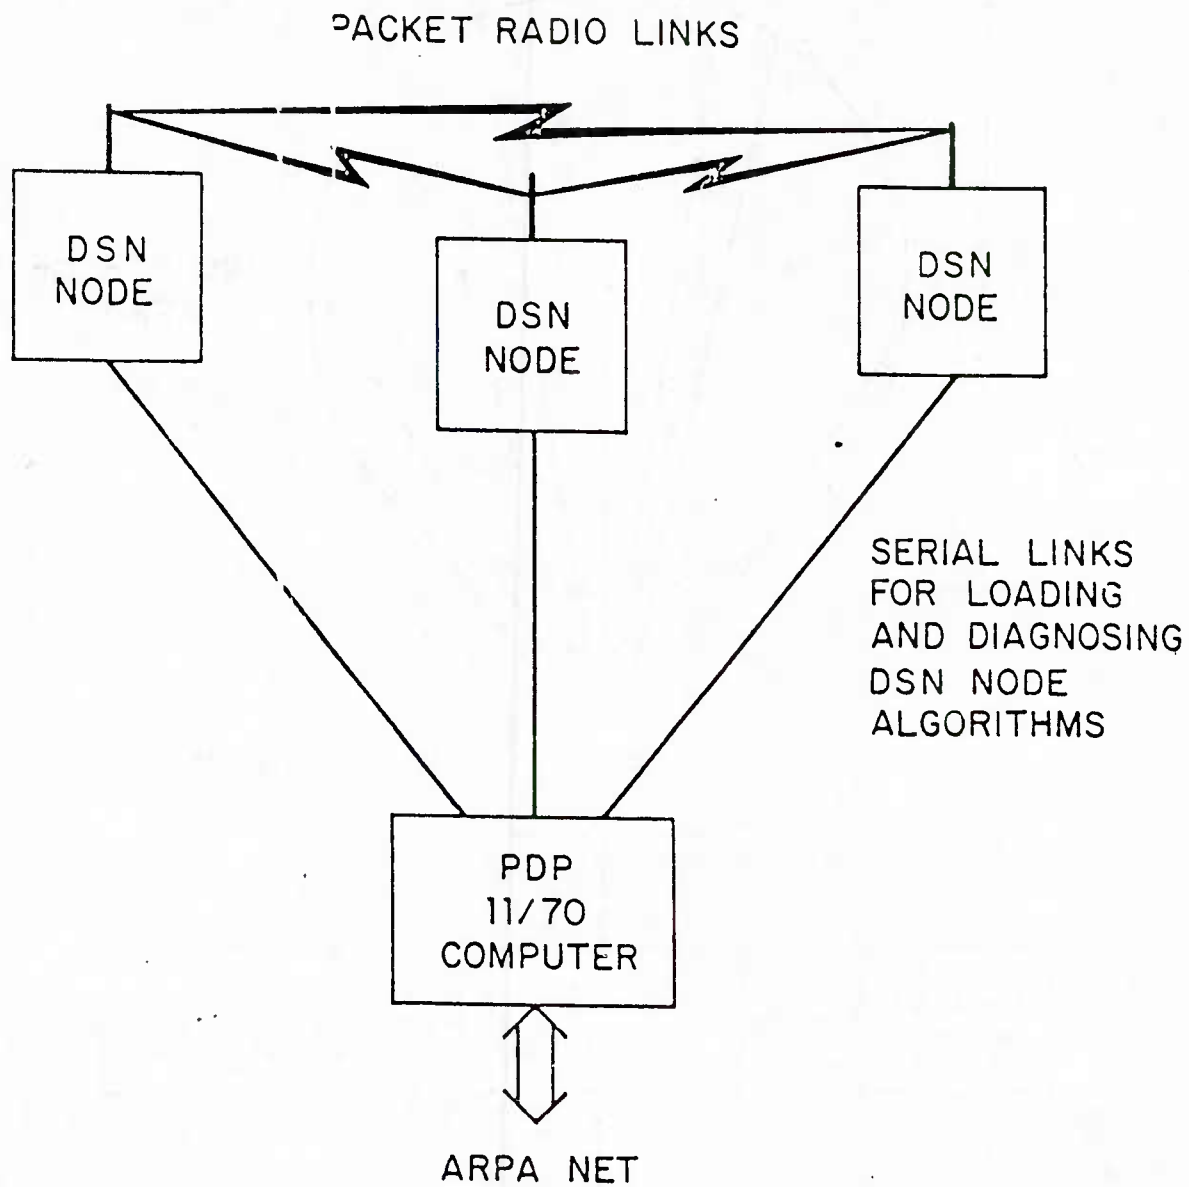 PACKET RADIO LINKS
DSN
NODE
DSN
NODE
DSN
NODE
SERIAL LINKS
FOR LOADING
AND DIAGNOSING
DSN NODE
ALGORITHMS
PDP
11/70
COMPUTER
ARPA NET